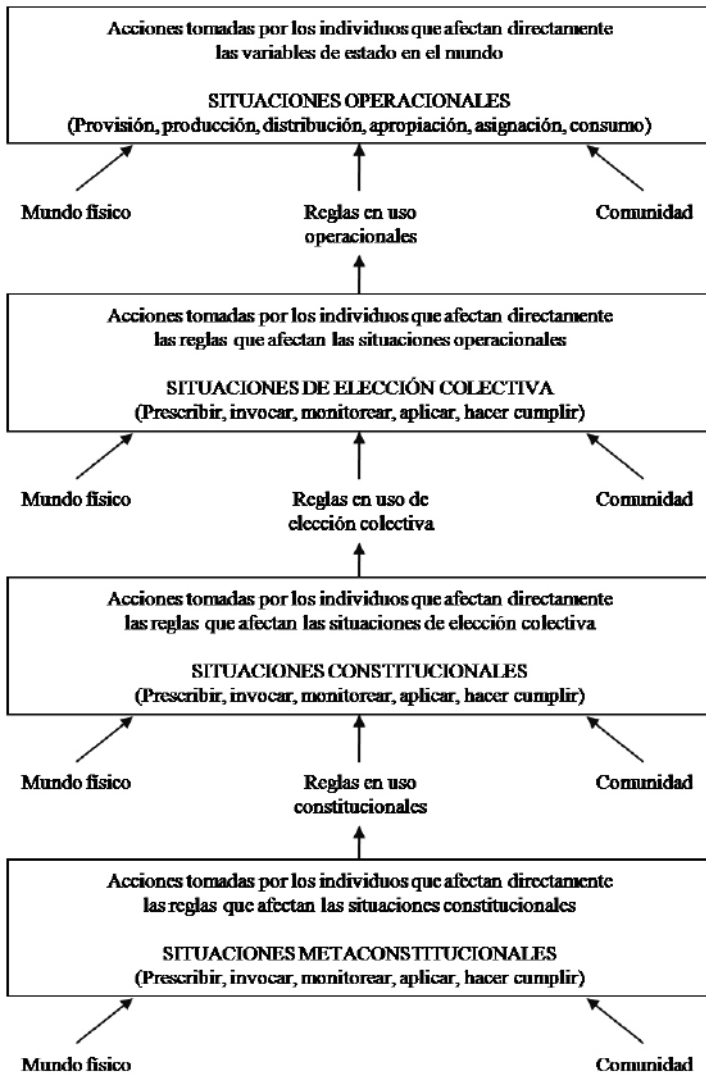 Acciones tomadas por los individuos que afectan directamente
las variables de estado en el mundo
SITUACIONES OPERACIONALES
(Provisión, producción, distribución, apropiación, asignación, consumo)
Mundo físico
Reglas en uso
operacionales
Comunidad
Acciones tomadas por los individuos que afectan directamente
las reglas que afectan las situaciones operacionales
SITUACIONES DE ELECCIÓN COLECTIVA
(Prescribir, invocar, monitorear, aplicar, hacer cumplir)
Mundo físico
Reglas en uso de
elección colectiva
Comunidad
Acciones tomadas por los individuos que afectan directamente
las reglas que afectan las situaciones de elección colectiva
SITUACIONES CONSTITUCIONALES
(Prescribir, invocar, monitorear, aplicar, hacer cumplir)
Mundo físico
Reglas en uso
constitucionales
Comunidad
Acciones tomadas por los individuos que afectan directamente
las reglas que afectan las situaciones constitucionales
SITUACIONES METACONSTITUCIONALES
(Prescribir, invocar, monitorear, aplicar, hacer cumplir)
Mundo físico
Comunidad